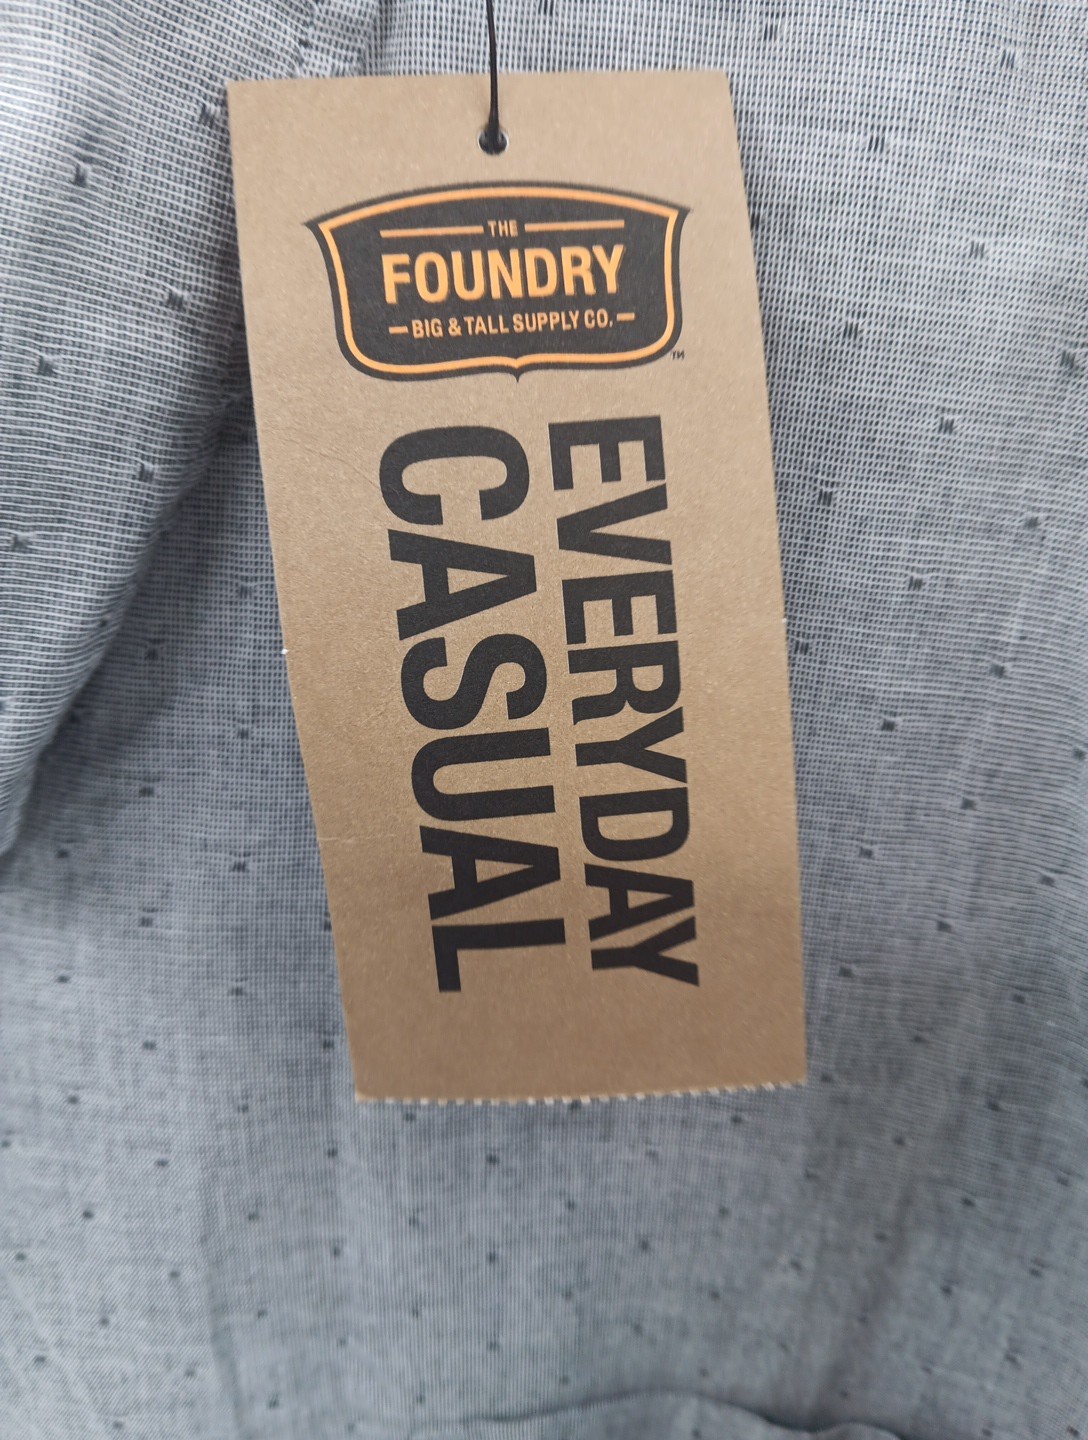 THE
FOUNDRY
BIG & TALL SUPPLY CO.
TM
EVERYDAY
CASUAL